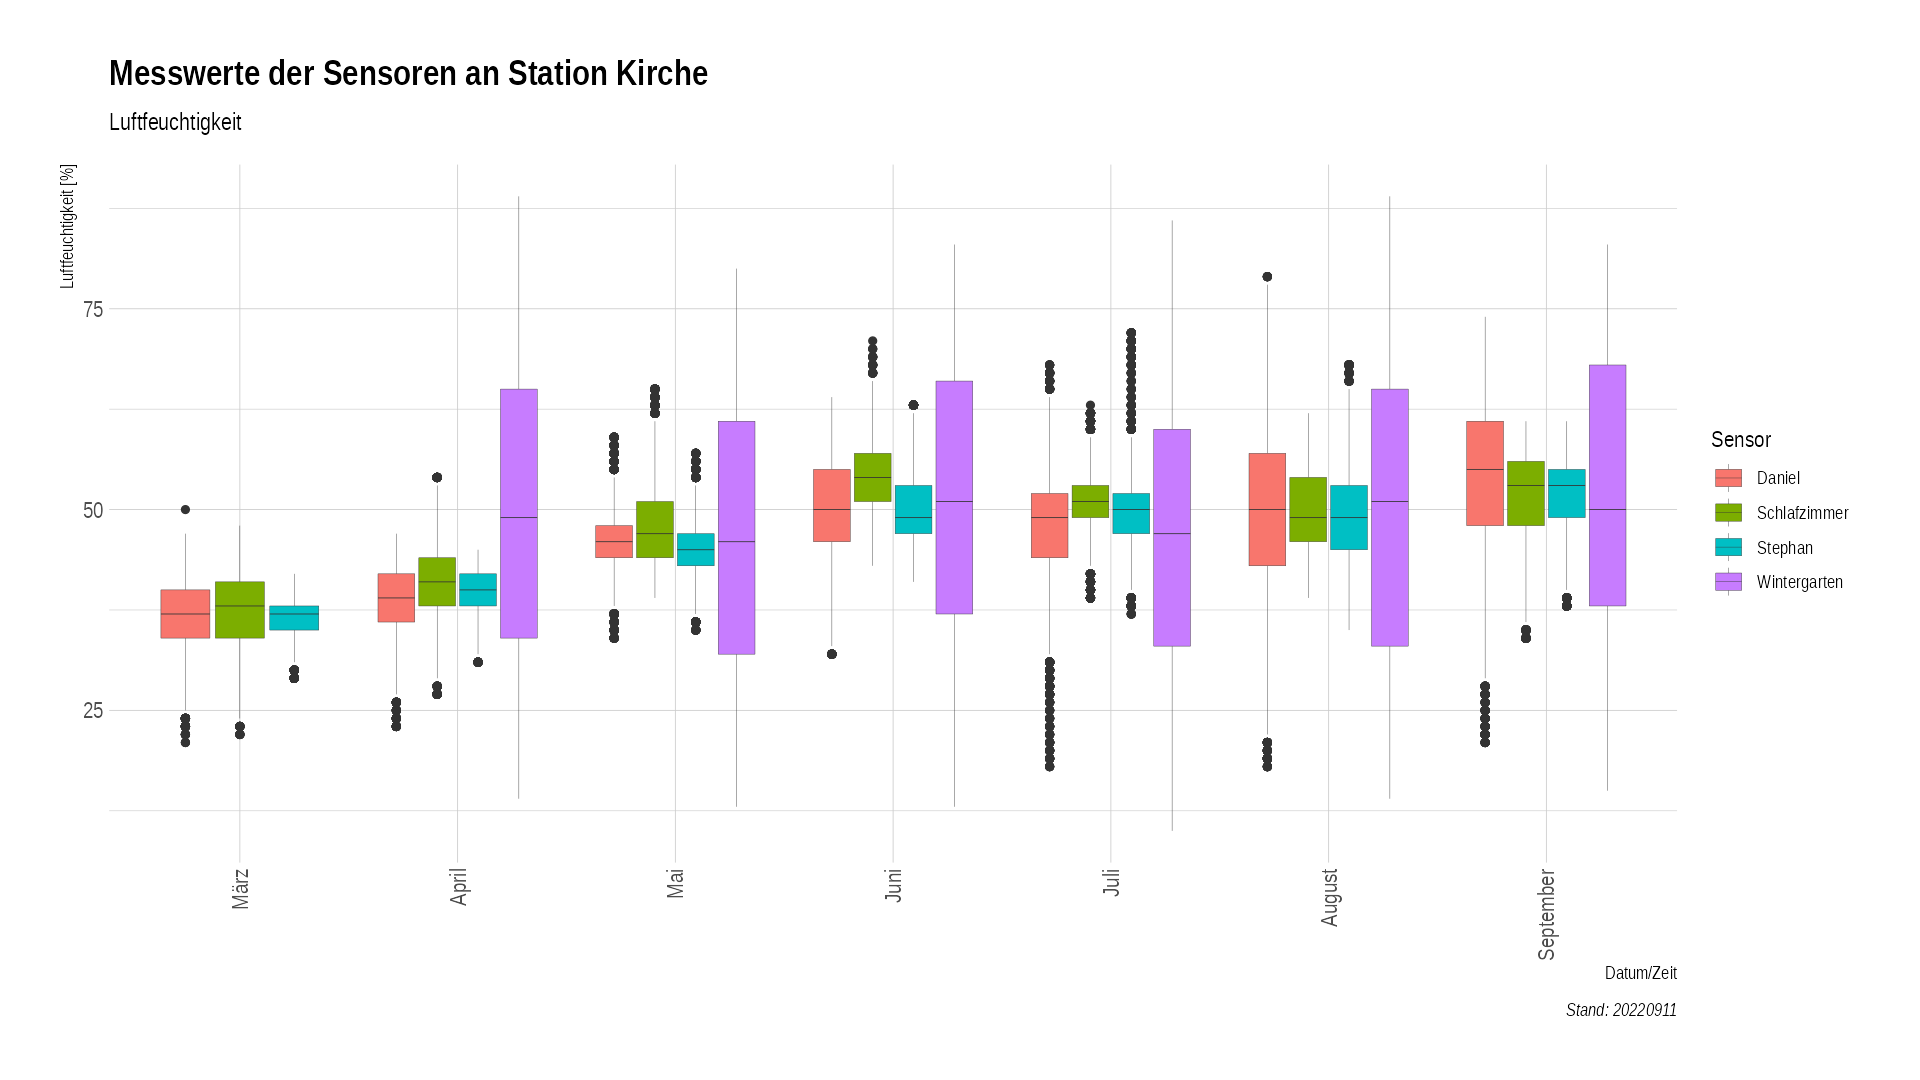 Messwerte der Sensoren an Station Kirche
Luftfeuchtigkeit
Luftfeuchtigkeit [%]
75
50
25
März
April
Mai
Juni
Juli
August
September
Datum/Zeit
Stand: 20220911
Sensor
Daniel
Schlafzimmer
Stephan
Wintergarten